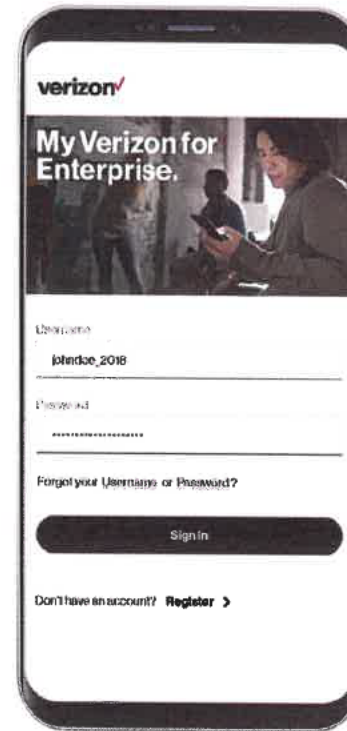 verizon✓
My Verizon for
Enterprise.
Username
johndoe_2018
Password
••••••••••••••••••••
Forgot your Username or Password?
Sign In
Don't have an account? Register >